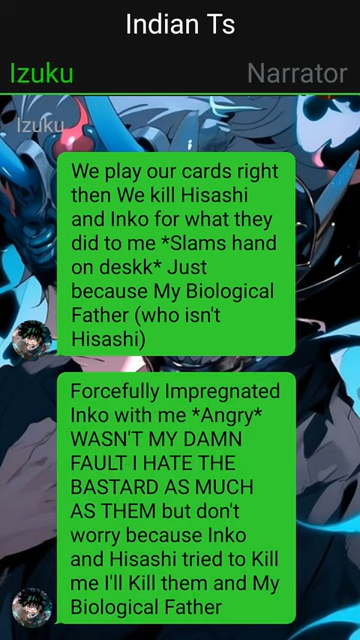 Indian Ts
Izuku
Narrator
Izuku
We play our cards right
then We kill Hisashi
and Inko for what they
did to me *Slams hand
on deskk* Just
because My Biological
Father (who isn't
Hisashi)
Forcefully Impregnated
Inko with me *Angry*
WASN'T MY DAMN
FAULT I HATE THE
BASTARD AS MUCH
AS THEM but don't
worry because Inko
and Hisashi tried to Kill
me I'll Kill them and My
Biological Father